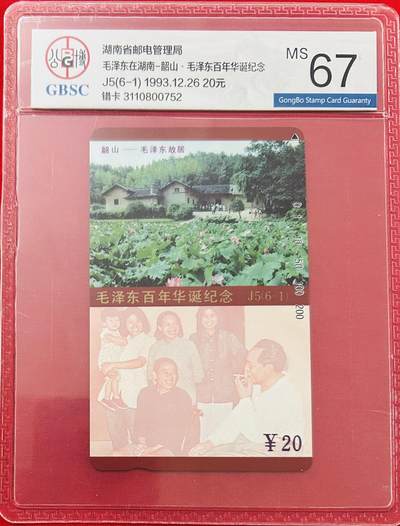 GBSC
湖南省邮电管理局
毛泽东在湖南-韶山·毛泽东百年华诞纪念
J5(6-1) 1993.12.26 20元
错卡 3110800752
MS 67
GongBo Stamp Card Guaranty
韶山——毛泽东故居
毛泽东百年华诞纪念 J5(6-1)
¥20